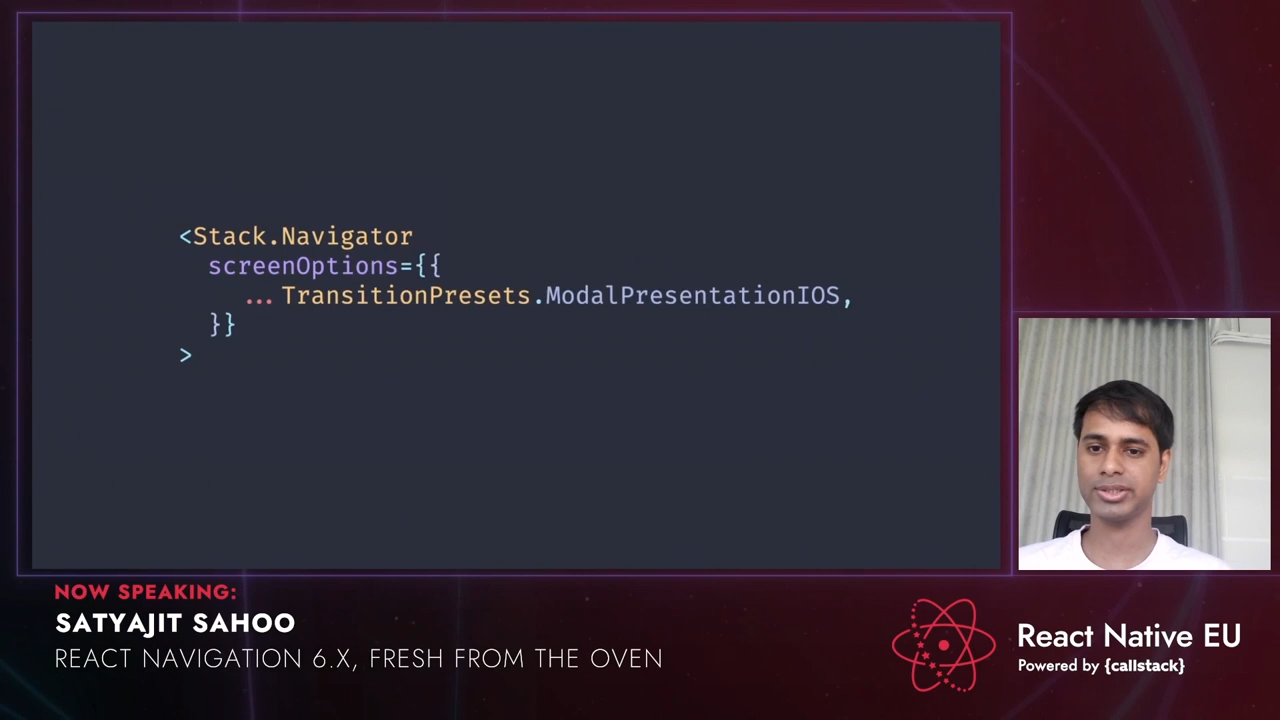 <Stack.Navigator
screenOptions={{
...TransitionPresets.ModalPresentationIOS,
}}
>
NOW SPEAKING:
SATYAJIT SAHOO
REACT NAVIGATION 6.X, FRESH FROM THE OVEN
React Native EU
Powered by {callstack}